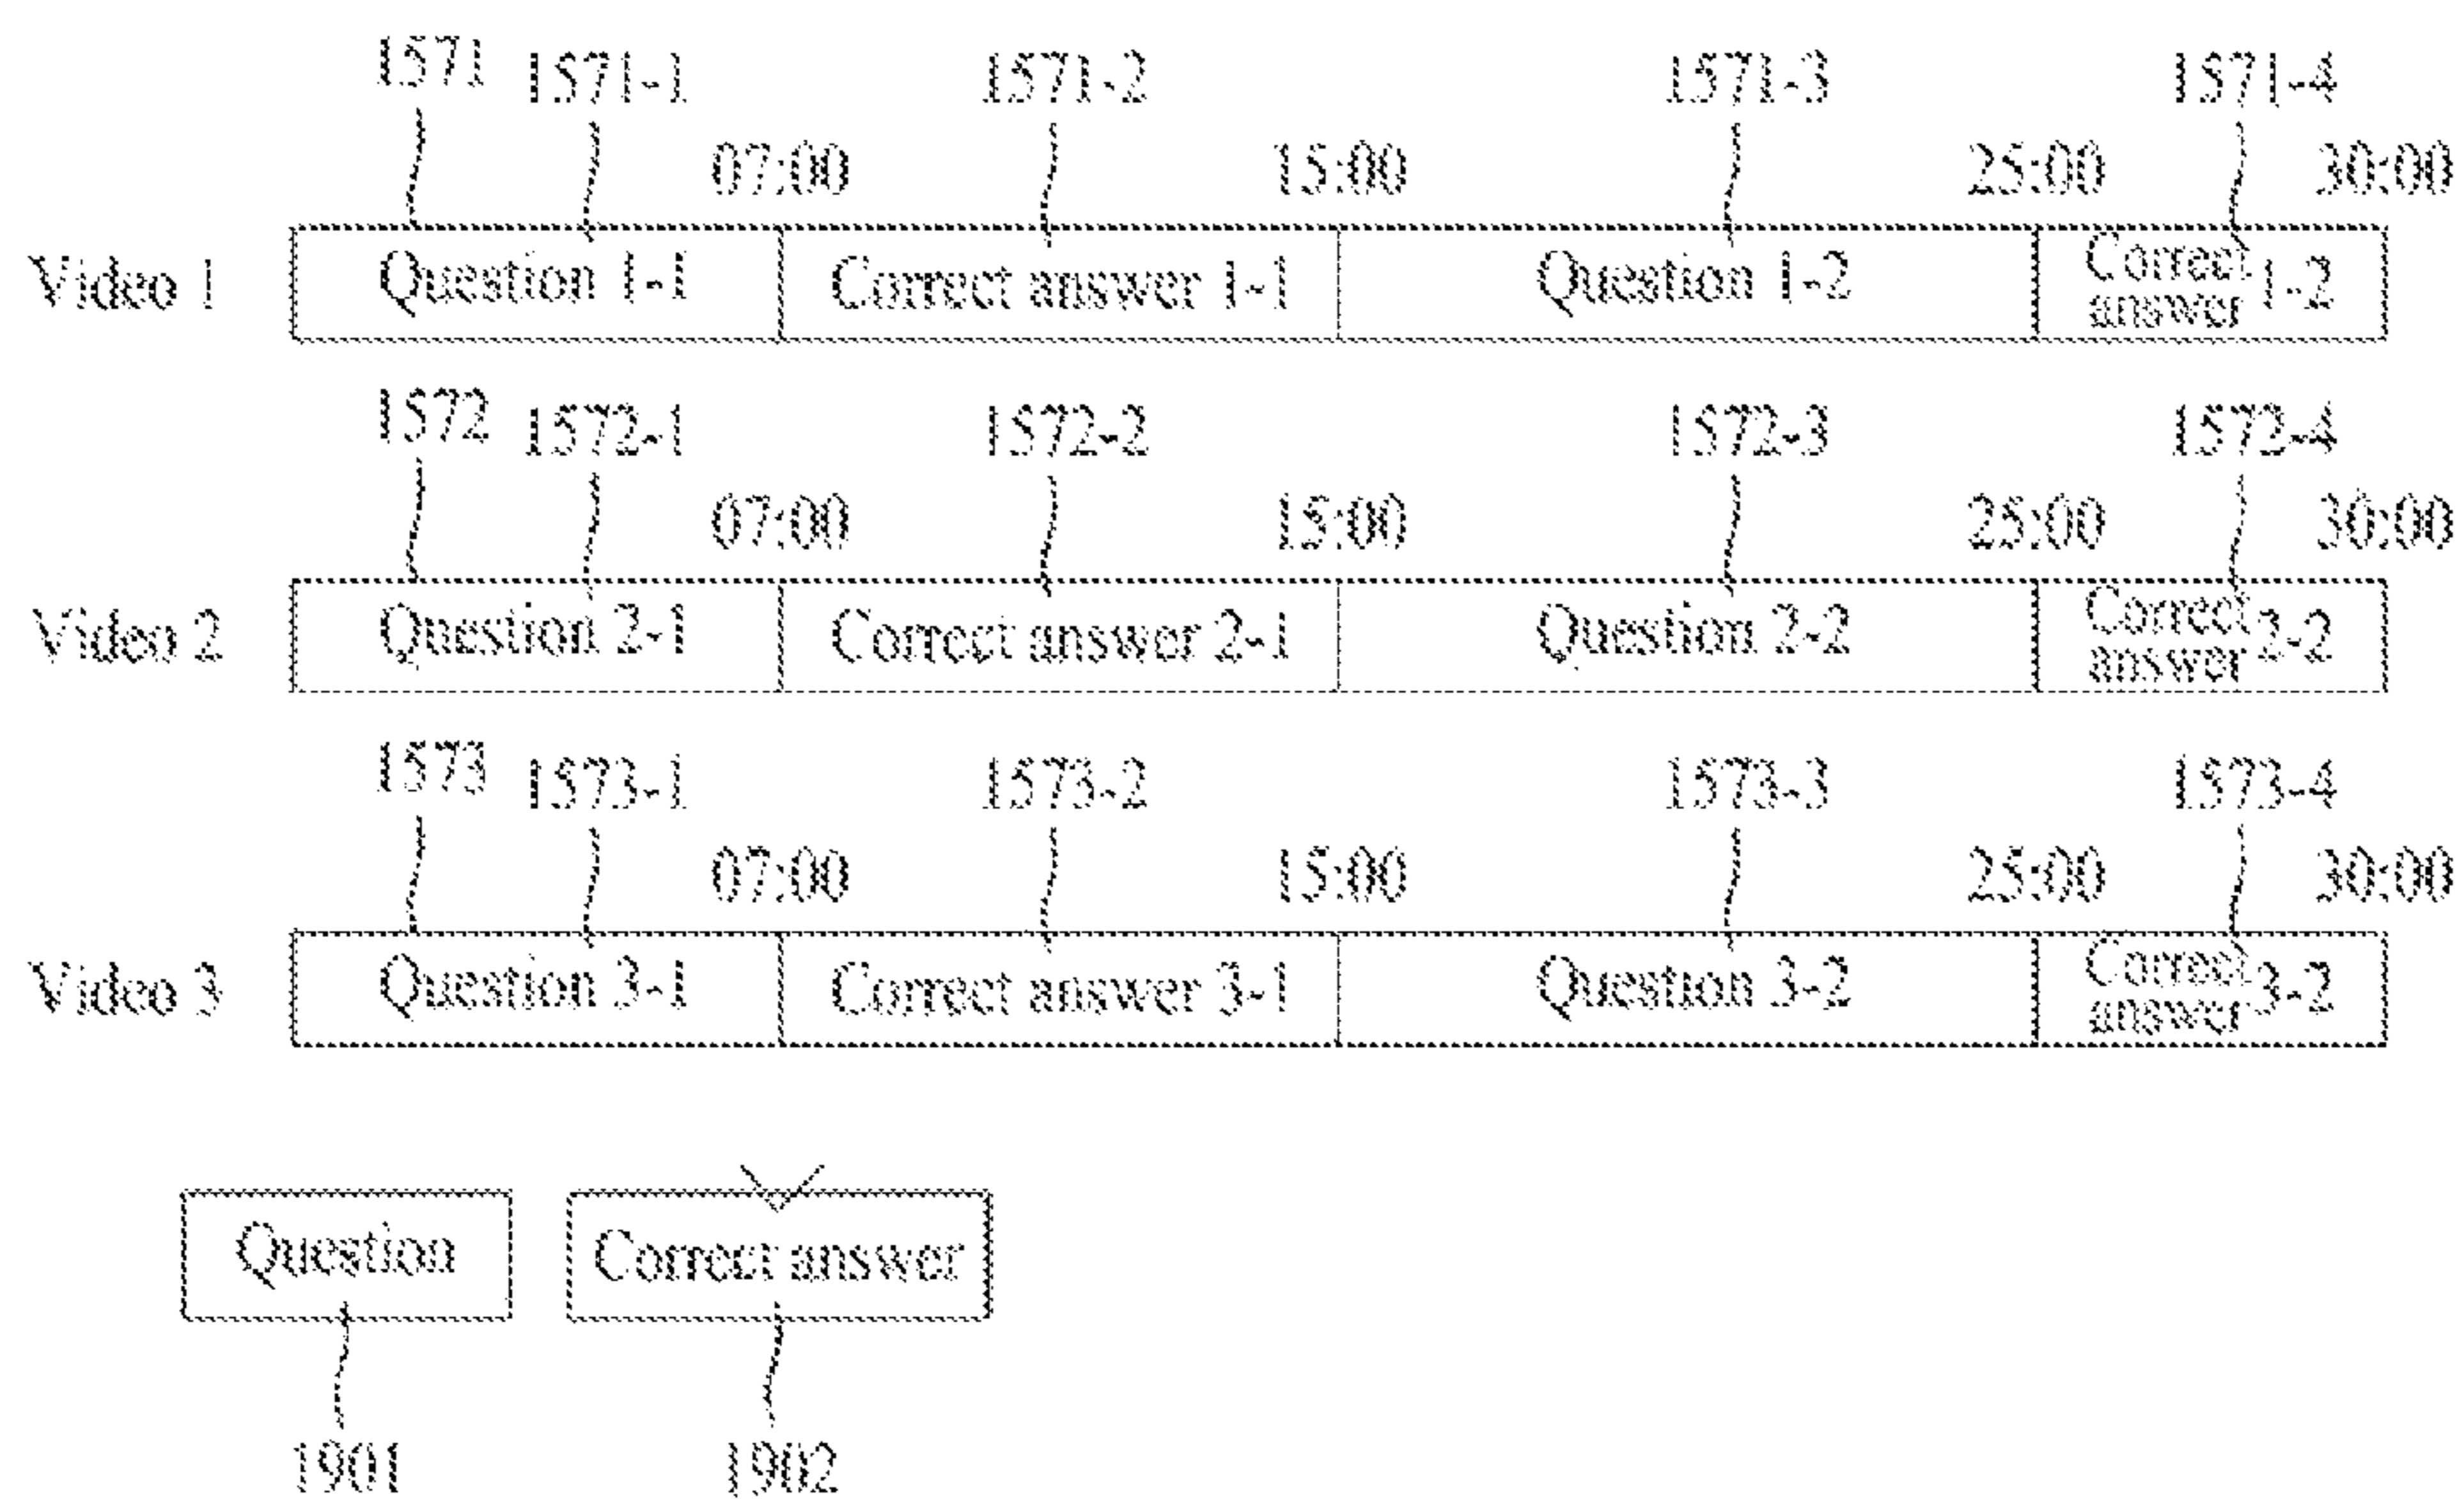 1571 1571-1 1571-2 1571-3 1571-4
07:00 15:00 25:00 30:00
Video 1 Question 1-1 Correct answer 1-1 Question 1-2 Correct answer 1-2
1572 1572-1 1572-2 1572-3 1572-4
07:00 15:00 25:00 30:00
Video 2 Question 2-1 Correct answer 2-1 Question 2-2 Correct answer 2-2
1573 1573-1 1573-2 1573-3 1573-4
07:00 15:00 25:00 30:00
Video 3 Question 3-1 Correct answer 3-1 Question 3-2 Correct answer 3-2
Question Correct answer
1901 1902